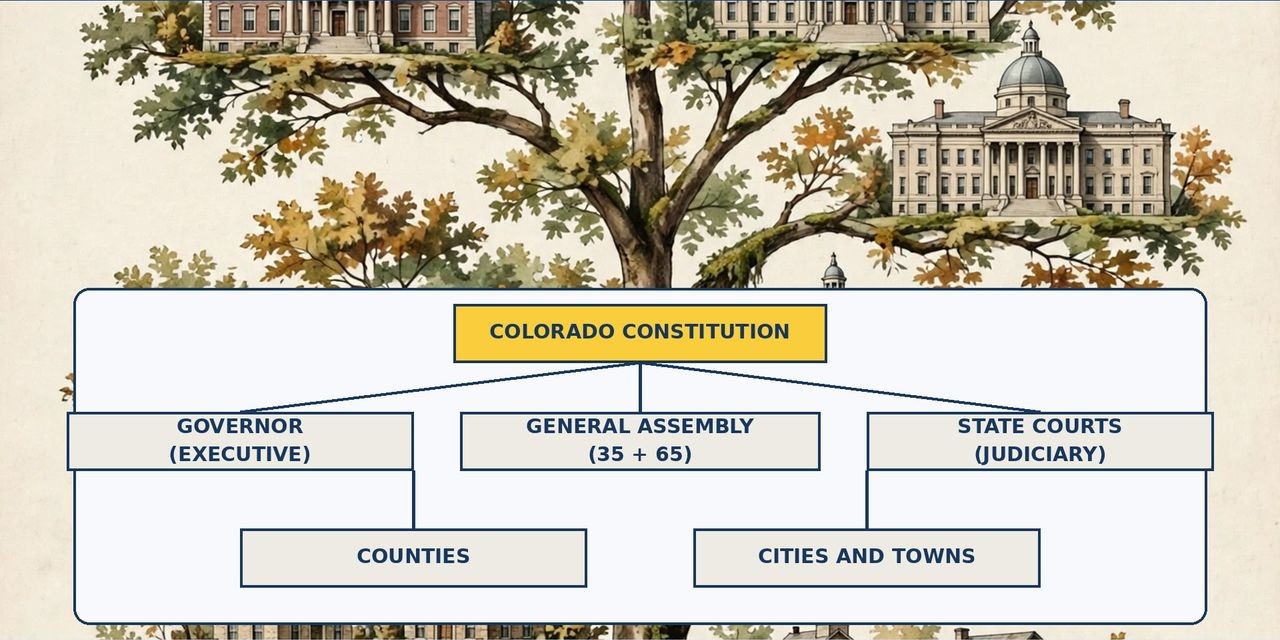 COLORADO CONSTITUTION
GOVERNOR
(EXECUTIVE)
GENERAL ASSEMBLY
(35 + 65)
STATE COURTS
(JUDICIARY)
COUNTIES
CITIES AND TOWNS